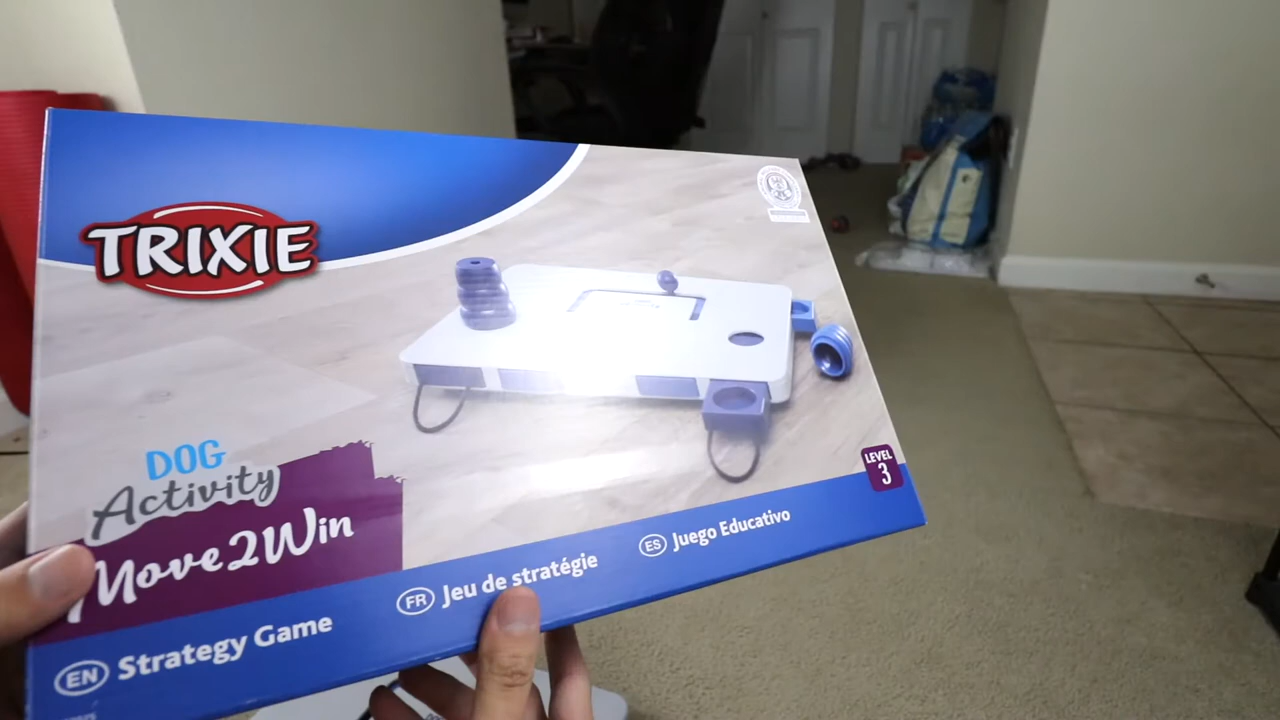 TRIXIE
DOG
Activity
Move2Win
LEVEL
3
EN Strategy Game
FR Jeu de stratégie
ES Juego Educativo